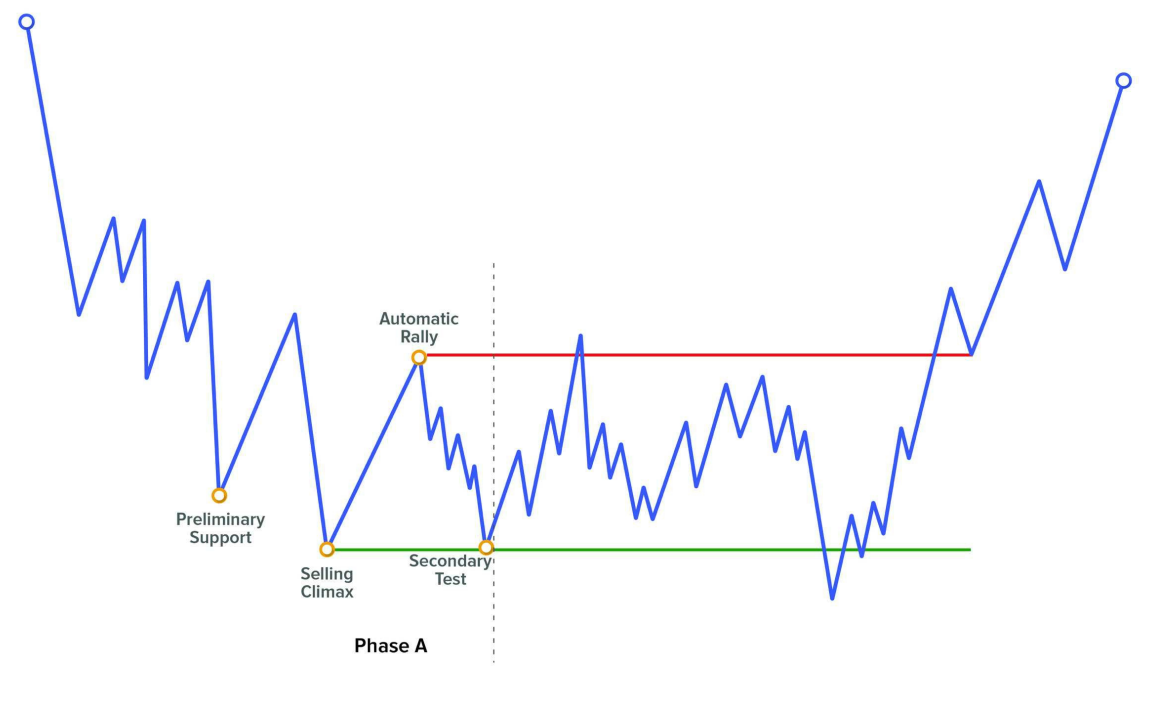 Automatic
Rally
Preliminary
Support
Selling
Climax
Secondary
Test
Phase A